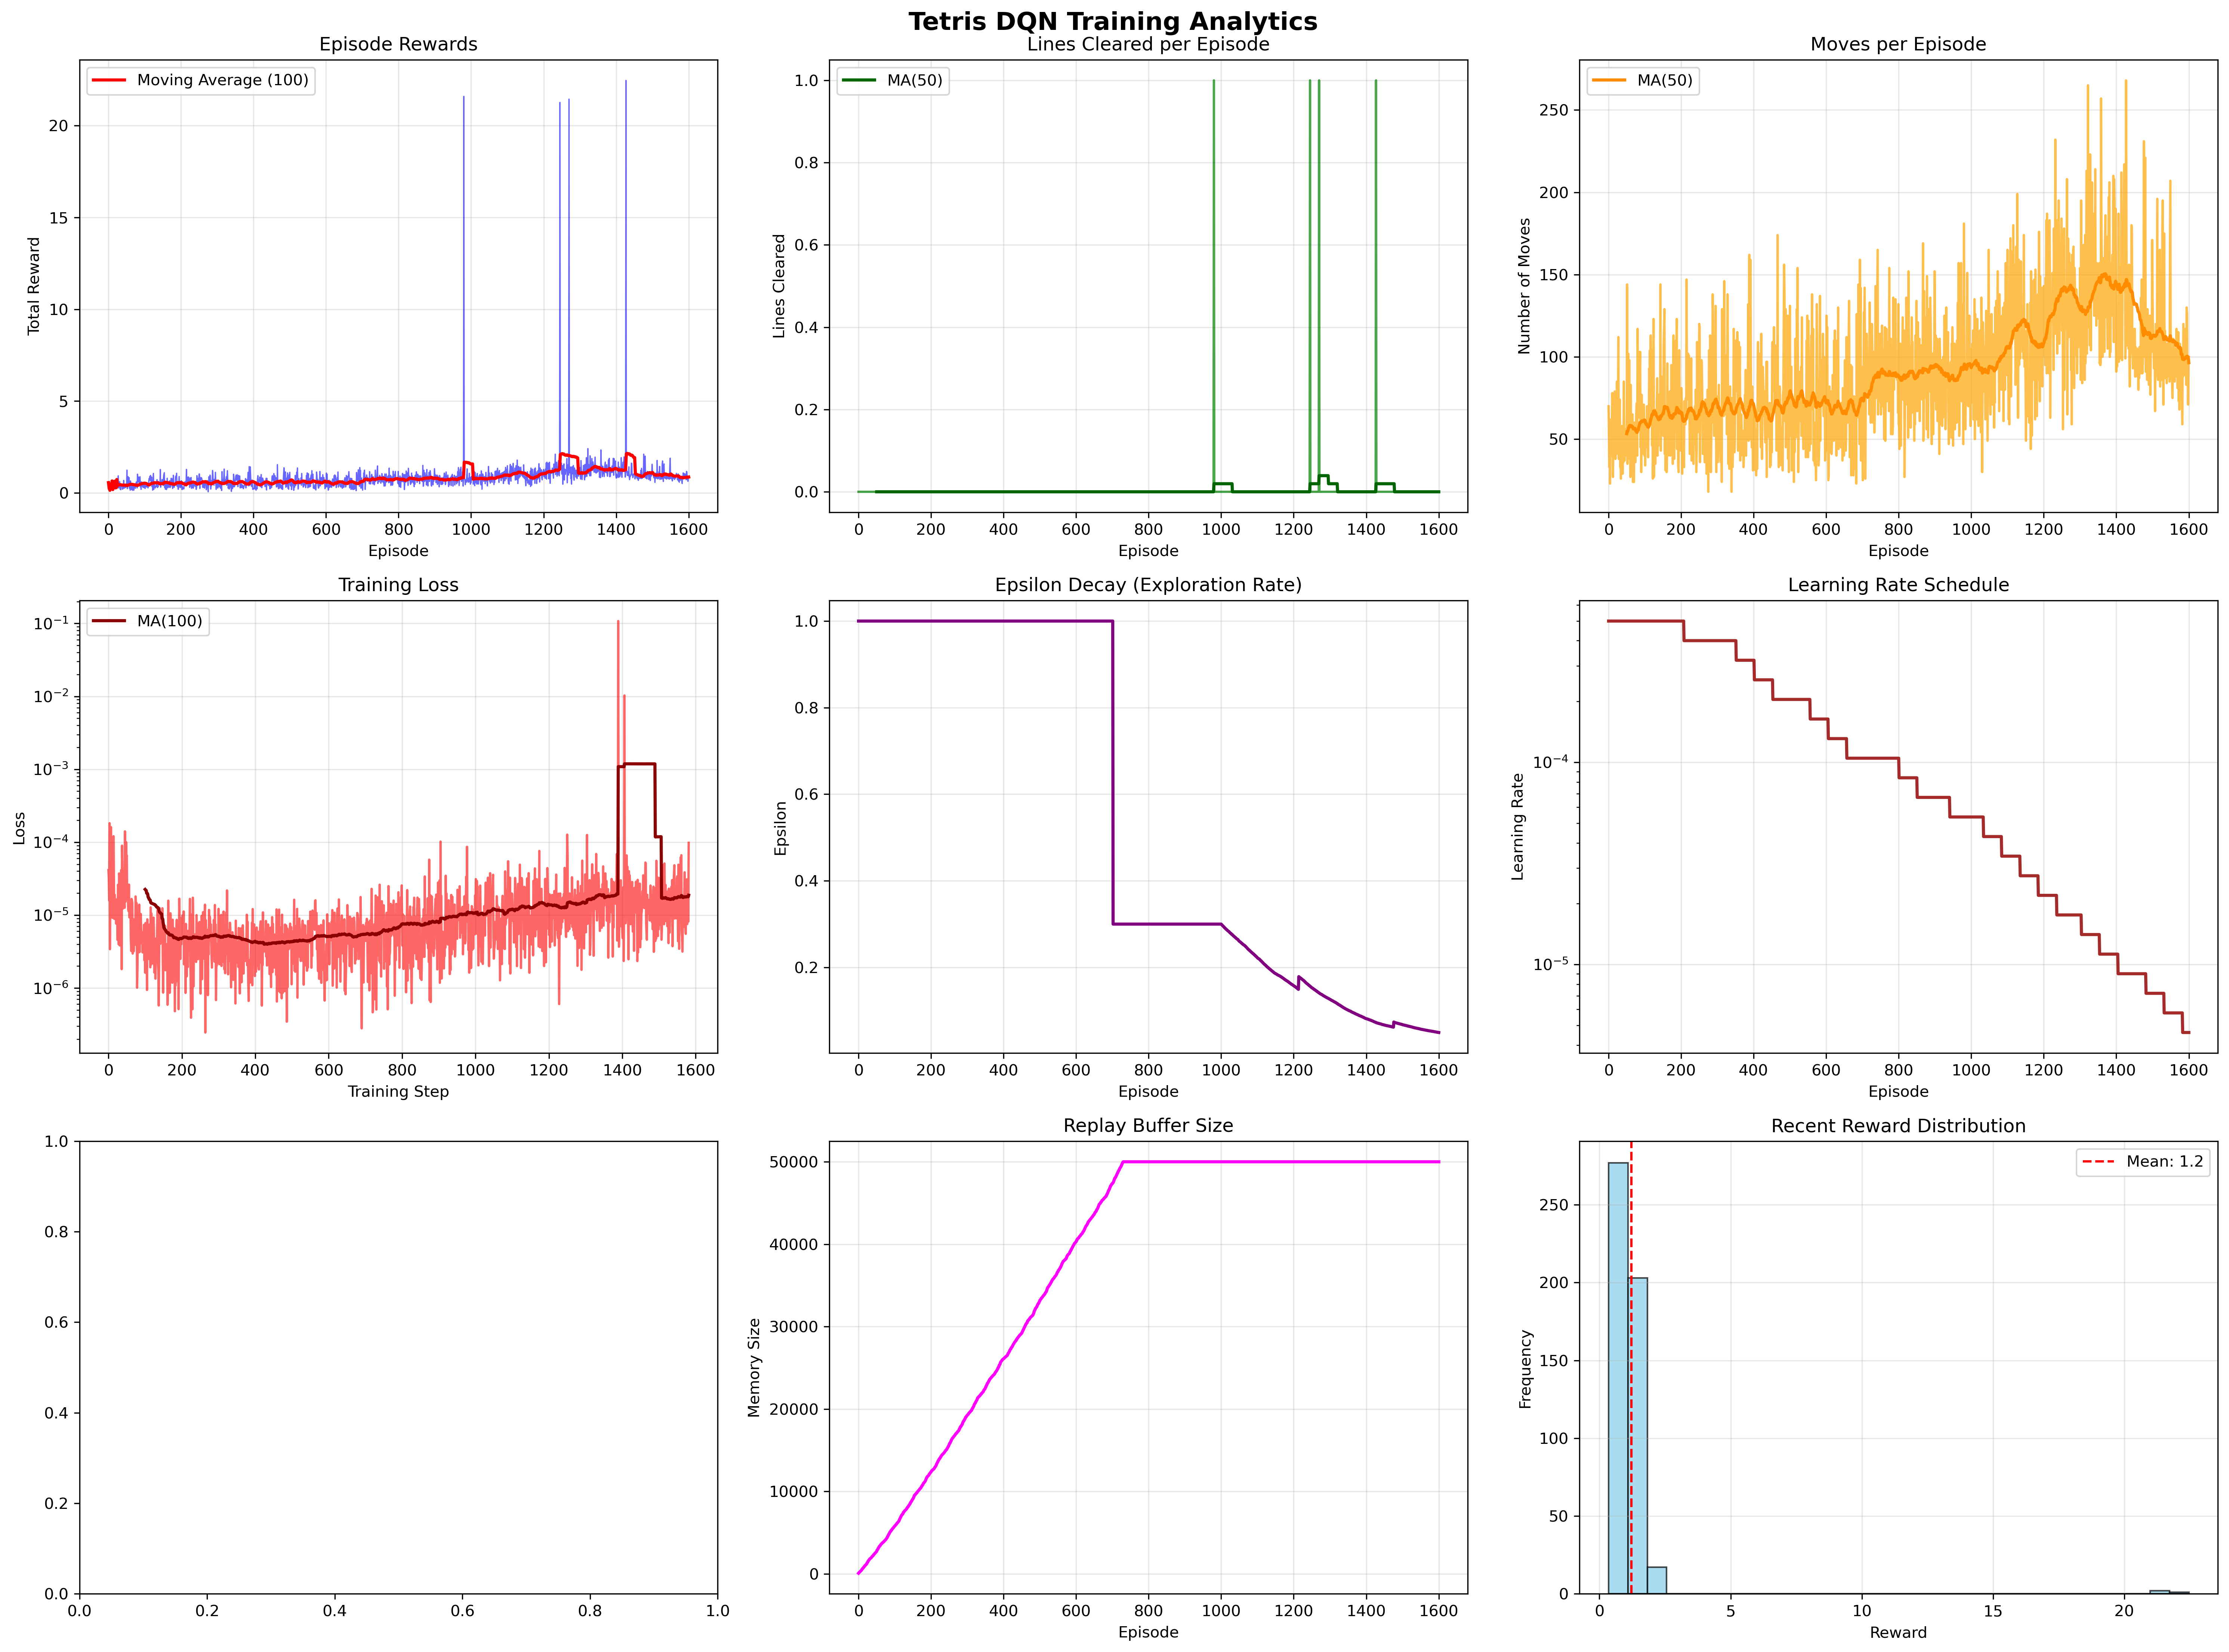 Tetris DQN Training Analytics
Episode Rewards
Moving Average (100)
Total Reward
20
15
10
5
0
0 200 400 600 800 1000 1200 1400 1600
Episode
Lines Cleared per Episode
MA(50)
Lines Cleared
1.0
0.8
0.6
0.4
0.2
0.0
0 200 400 600 800 1000 1200 1400 1600
Episode
Moves per Episode
MA(50)
Number of Moves
250
200
150
100
50
0 200 400 600 800 1000 1200 1400 1600
Episode
Training Loss
MA(100)
Loss
10⁻¹
10⁻²
10⁻³
10⁻⁴
10⁻⁵
10⁻⁶
0 200 400 600 800 1000 1200 1400 1600
Training Step
Epsilon Decay (Exploration Rate)
Epsilon
1.0
0.8
0.6
0.4
0.2
0 200 400 600 800 1000 1200 1400 1600
Episode
Learning Rate Schedule
Learning Rate
10⁻⁴
10⁻⁵
0 200 400 600 800 1000 1200 1400 1600
Episode
1.0
0.8
0.6
0.4
0.2
0.0
0.0 0.2 0.4 0.6 0.8 1.0
Replay Buffer Size
Memory Size
50000
40000
30000
20000
10000
0
0 200 400 600 800 1000 1200 1400 1600
Episode
Recent Reward Distribution
Mean: 1.2
Frequency
250
200
150
100
50
0
0 5 10 15 20
Reward